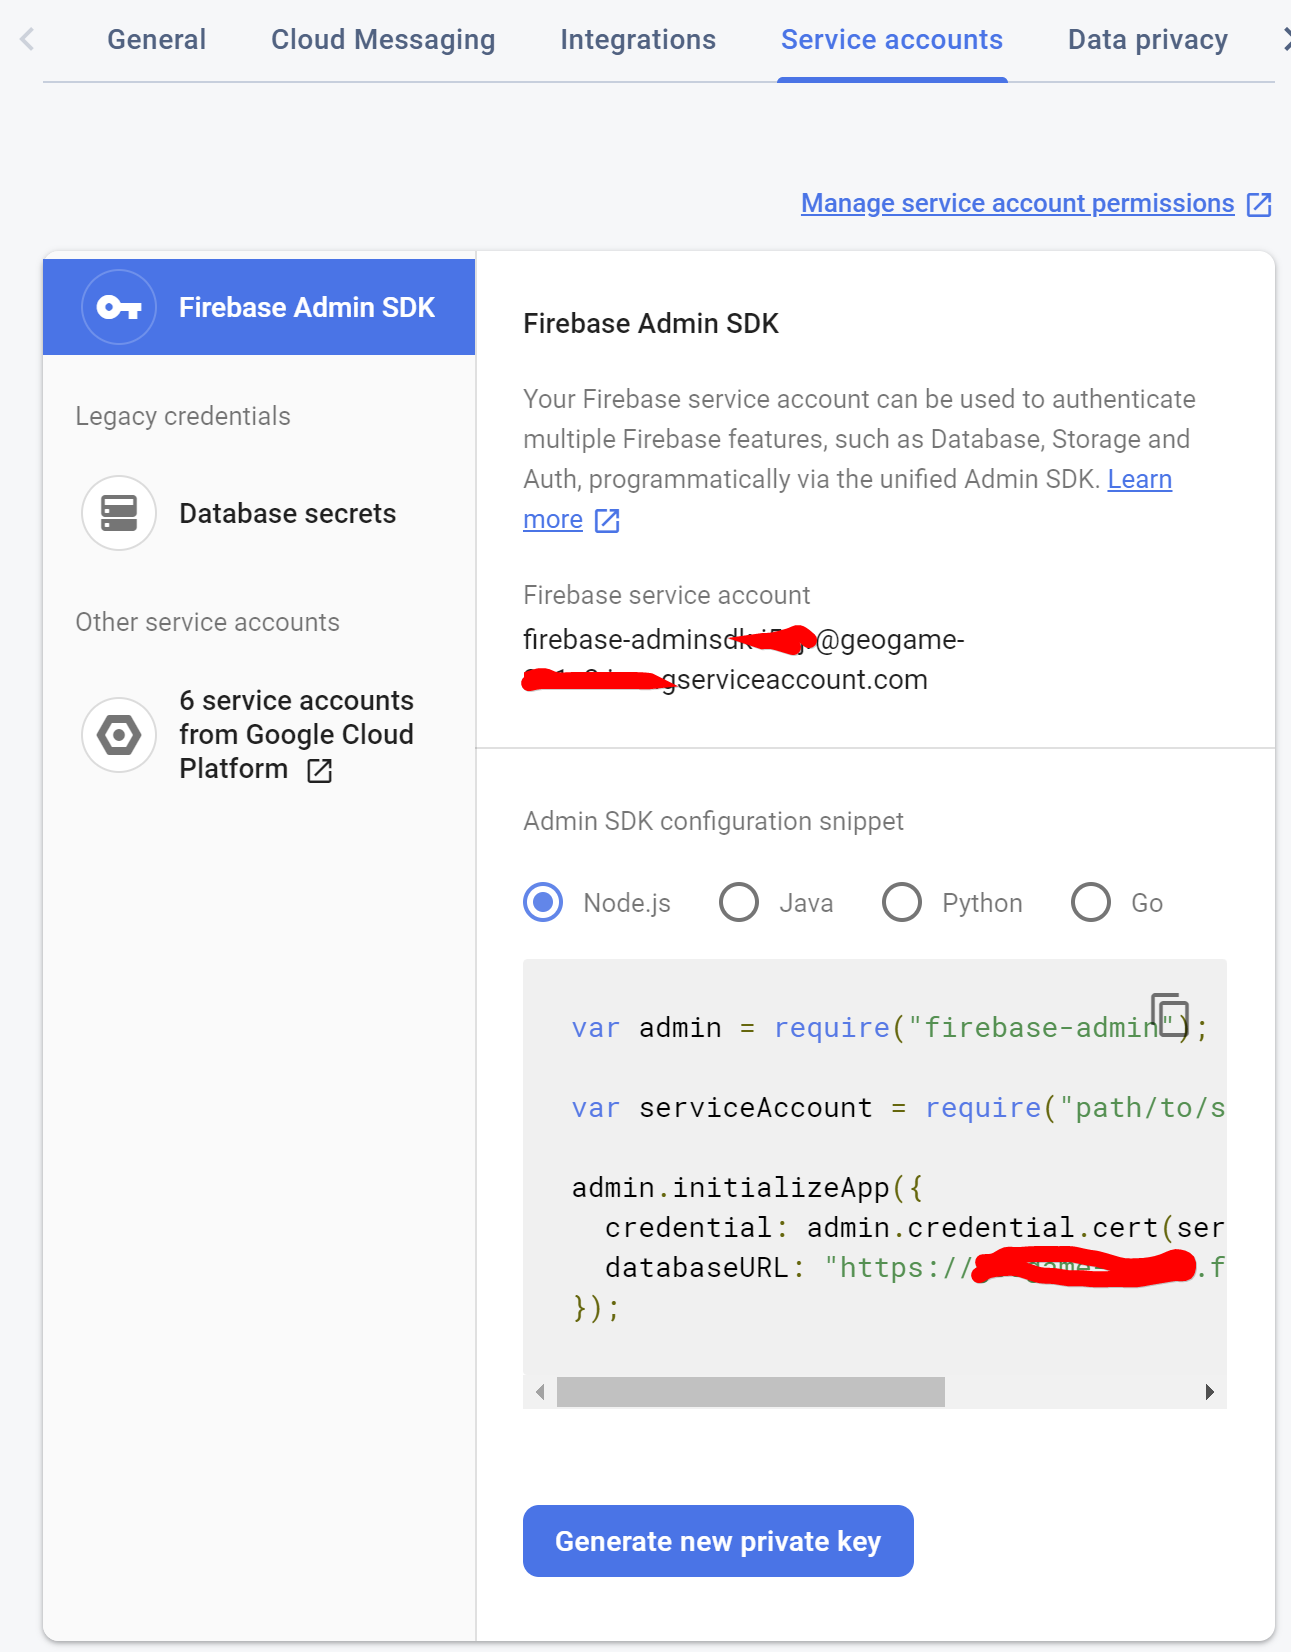 General Cloud Messaging Integrations Service accounts Data privacy
Manage service account permissions
Firebase Admin SDK
Legacy credentials
Database secrets
Other service accounts
6 service accounts
from Google Cloud
Platform
Firebase Admin SDK
Your Firebase service account can be used to authenticate
multiple Firebase features, such as Database, Storage and
Auth, programmatically via the unified Admin SDK. Learn
more
Firebase service account
firebase-adminsdk @geogame-
gserviceaccount.com
Admin SDK configuration snippet
Node.js Java Python Go
var admin = require("firebase-admin");
var serviceAccount = require("path/to/s
admin.initializeApp({
credential: admin.credential.cert(ser
databaseURL: "https:// .f
});
Generate new private key